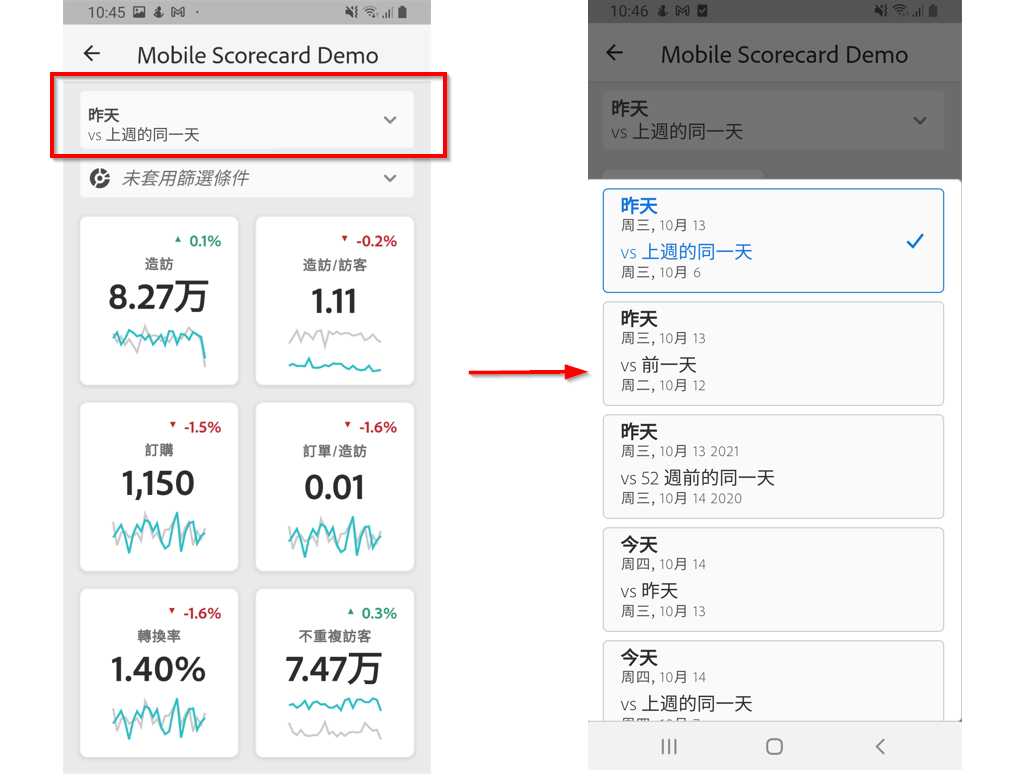 10:45
Mobile Scorecard Demo
昨天
vs 上週的同一天
未套用篩選條件
0.1%
造訪
8.27万
-0.2%
造訪/訪客
1.11
-1.5%
訂購
1,150
-1.6%
訂單/造訪
0.01
-1.6%
轉換率
1.40%
0.3%
不重複訪客
7.47万
10:46
Mobile Scorecard Demo
昨天
vs 上週的同一天
昨天
周三, 10月 13
vs 上週的同一天
周三, 10月 6
昨天
周三, 10月 13
vs 前一天
周二, 10月 12
昨天
周三, 10月 13 2021
vs 52 週前的同一天
周三, 10月 14 2020
今天
周四, 10月 14
vs 昨天
周三, 10月 13
今天
周四, 10月 14
vs 上週的同一天